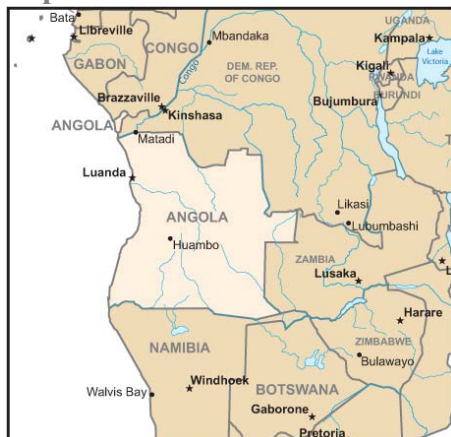 Bata
Libreville
GABON
CONGO
Mbandaka
Congo
DEM. REP.
OF CONGO
UGANDA
Kampala
Lake
Victoria
Kigali
RWANDA
BURUNDI
Bujumbura
Brazzaville
Kinshasa
ANGOLA
Matadi
Luanda
ANGOLA
Huambo
Likasi
Lubumbashi
ZAMBIA
Lusaka
Harare
ZIMBABWE
Bulawayo
NAMIBIA
Walvis Bay
Windhoek
BOTSWANA
Gaborone
Pretoria